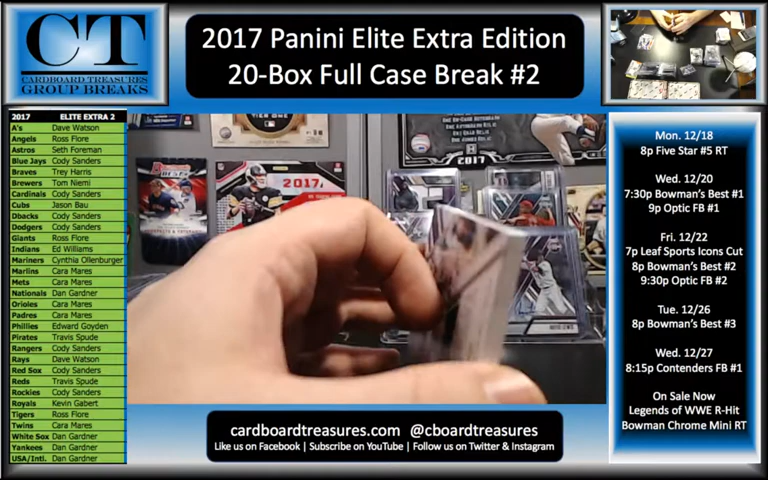 CT
CARDBOARD TREASURES
GROUP BREAKS
2017 Panini Elite Extra Edition
20-Box Full Case Break #2
2017 ELITE EXTRA 2
A's Dave Watson
Angels Ross Flore
Astros Seth Foreman
Blue Jays Cody Sanders
Braves Trey Harris
Brewers Tom Niemi
Cardinals Cody Sanders
Cubs Jason Bau
Dbacks Cody Sanders
Dodgers Cody Sanders
Giants Ross Flore
Indians Ed Williams
Mariners Cynthia Ollenburger
Marlins Cara Mares
Mets Cara Mares
Nationals Dan Gardner
Orioles Cara Mares
Padres Cara Mares
Phillies Edward Goyden
Pirates Travis Spude
Rangers Cody Sanders
Rays Dave Watson
Red Sox Cody Sanders
Reds Travis Spude
Rockies Cody Sanders
Royals Kevin Gabert
Tigers Ross Flore
Twins Cara Mares
White Sox Dan Gardner
Yankees Dan Gardner
USA/Intl. Dan Gardner
TIER ONE
Bowman
2017
2017
Mon. 12/18
8p Five Star #5 RT
Wed. 12/20
7:30p Bowman's Best #1
9p Optic FB #1
Fri. 12/22
7p Leaf Sports Icons Cut
8p Bowman's Best #2
9:30p Optic FB #2
Tue. 12/26
8p Bowman's Best #3
Wed. 12/27
8:15p Contenders FB #1
On Sale Now
Legends of WWE R-Hit
Bowman Chrome Mini RT
cardboardtreasures.com @cboardtreasures
Like us on Facebook | Subscribe on YouTube | Follow us on Twitter & Instagram